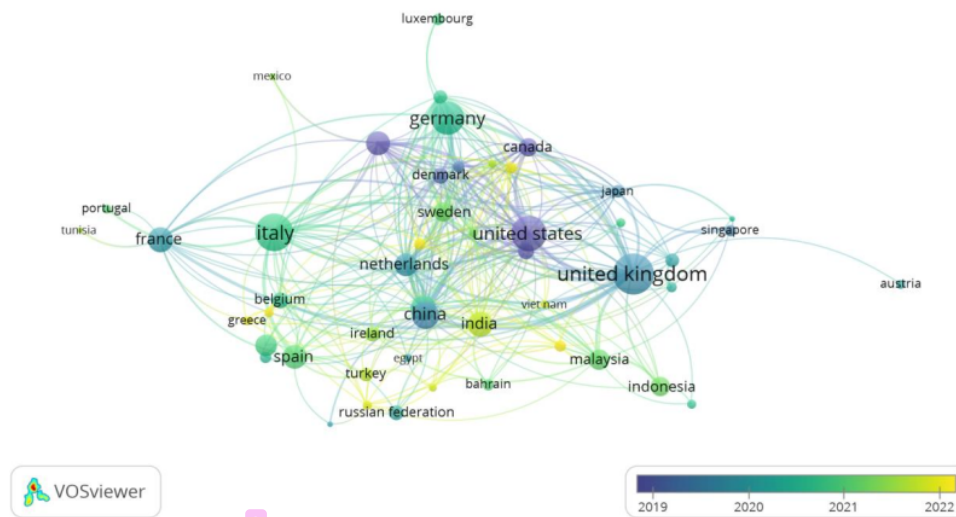 luxembourg
mexico
germany
canada
denmark
japan
portugal
sweden
tunisia
france
italy
united states
singapore
netherlands
united kingdom
austria
belgium
viet nam
greece
china
india
ireland
spain
egypt
malaysia
turkey
bahrain
indonesia
russian federation
VOSviewer
2019 2020 2021 2022